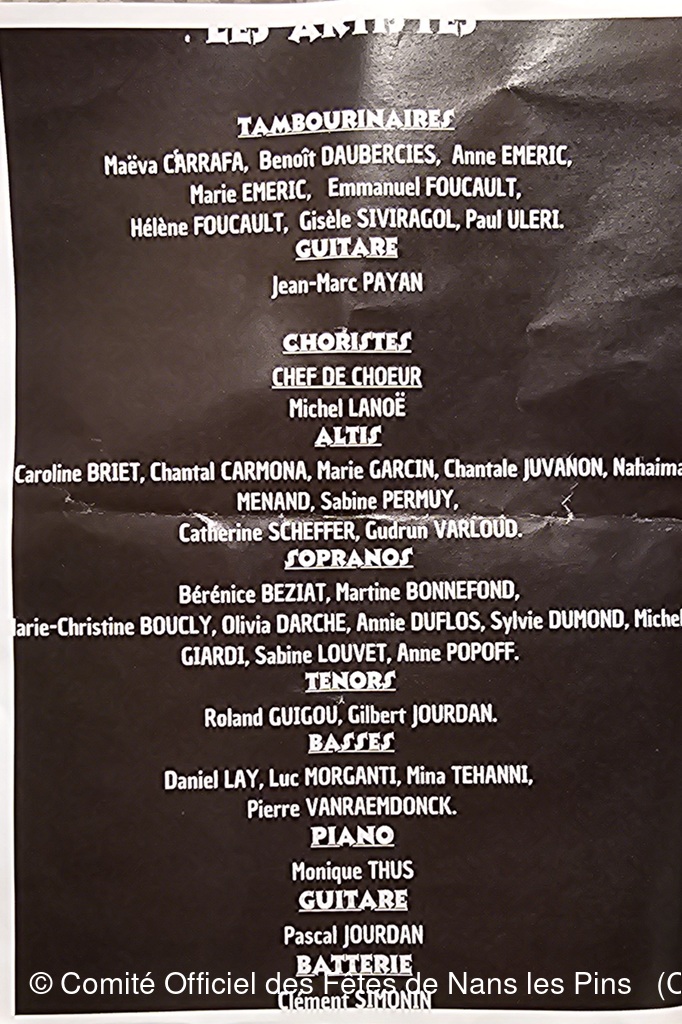 LES ARTISTES
TAMBOURINAIRES
Maëva CARRAFA, Benoît DAUBERCIES, Anne EMERIC,
Marie EMERIC, Emmanuel FOUCAULT,
Hélène FOUCAULT, Gisèle SIVIRAGOL, Paul ULERI.
GUITARE
Jean-Marc PAYAN
CHORISTES
CHEF DE CHOEUR
Michel LANOË
ALTIS
Caroline BRIET, Chantal CARMONA, Marie GARCIN, Chantale JUVANON, Nahaima
MENAND, Sabine PERMUY,
Catherine SCHEFFER, Gudrun VARLOUD.
SOPRANOS
Bérénice BEZIAT, Martine BONNEFOND,
arie-Christine BOUCLY, Olivia DARCHE, Annie DUFLOS, Sylvie DUMOND, Michel
GIARDI, Sabine LOUVET, Anne POPOFF.
TENORS
Roland GUIGOU, Gilbert JOURDAN.
BASSES
Daniel LAY, Luc MORGANTI, Mina TEHANNI,
Pierre VANRAEMDONCK.
PIANO
Monique THUS
GUITARE
Pascal JOURDAN
BATTERIE
© Comité Officiel des Fêtes de Nans les Pins (C
Clément SIMONIN